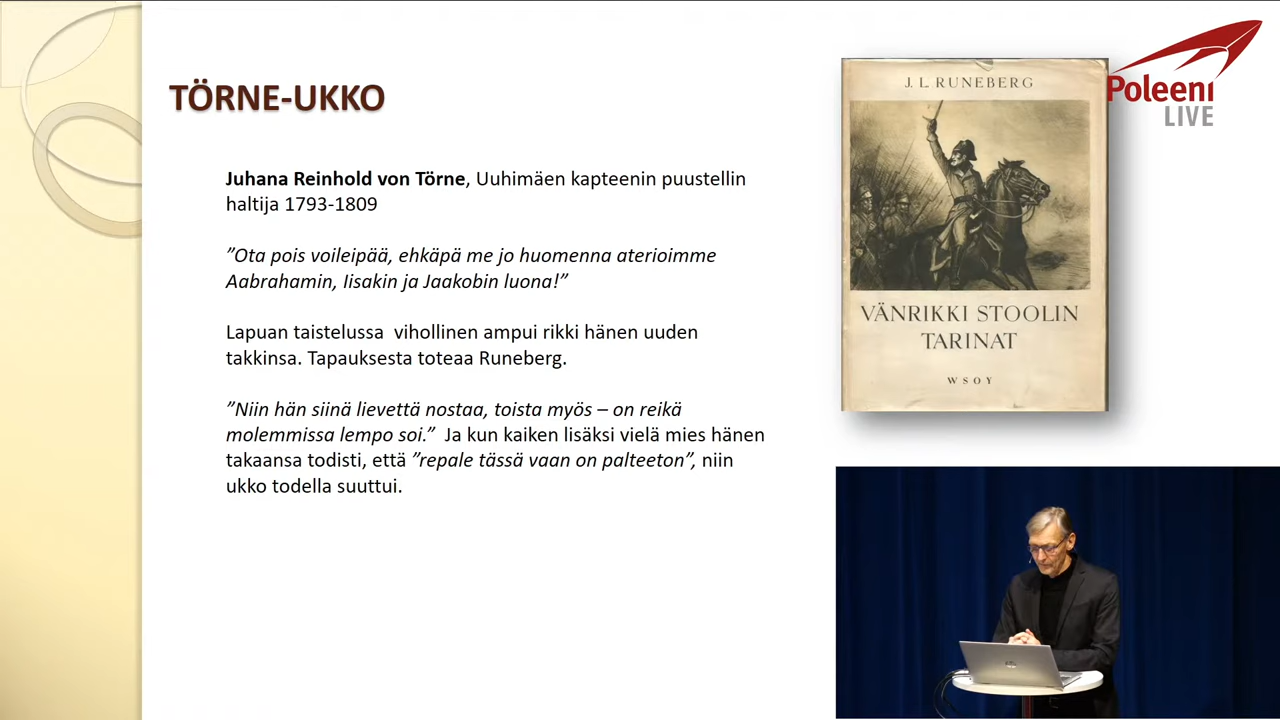 TÖRNE-UKKO
Juhana Reinhold von Törne, Uuhimäen kapteenin puustellin
haltija 1793-1809
”Ota pois voileipää, ehkäpä me jo huomenna aterioimme
Aabrahamin, Iisakin ja Jaakobin luona!”
Lapuan taistelussa vihollinen ampui rikki hänen uuden
takkinsa. Tapauksesta toteaa Runeberg.
”Niin hän siinä lievettä nostaa, toista myös – on reikä
molemmissa lempo soi.” Ja kun kaiken lisäksi vielä mies hänen
takaansa todisti, että ”repale tässä vaan on palteeton”, niin
ukko todella suuttui.
J. L. RUNEBERG
VÄNRIKKI STOOLIN
TARINAT
WSOY
Poleeni
LIVE
hp